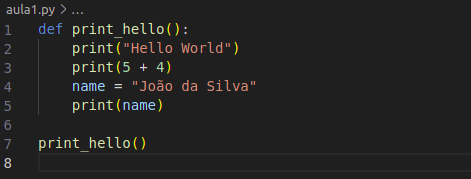 aula1.py > ...
1 def print_hello():
2     print("Hello World")
3     print(5 + 4)
4     name = "João da Silva"
5     print(name)
6
7 print_hello()
8